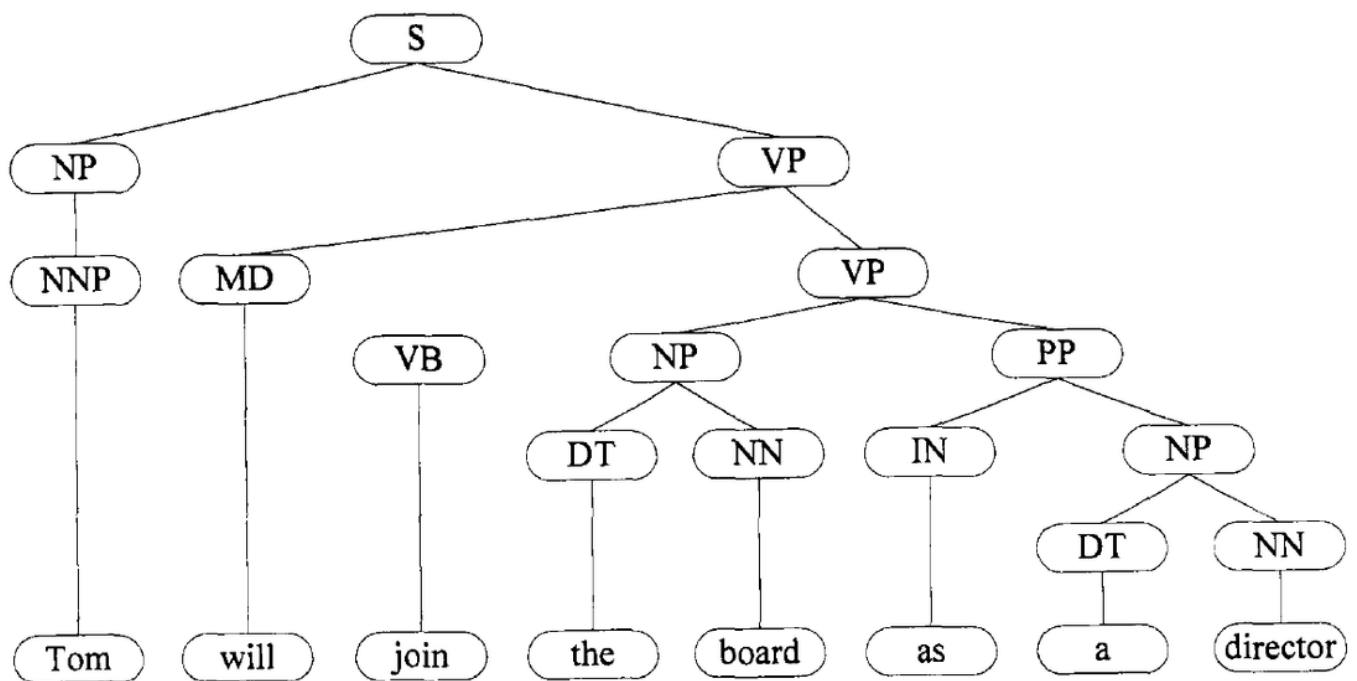 S
NP VP
NNP MD VP
VB NP PP
DT NN IN NP
DT NN
Tom will join the board as a director